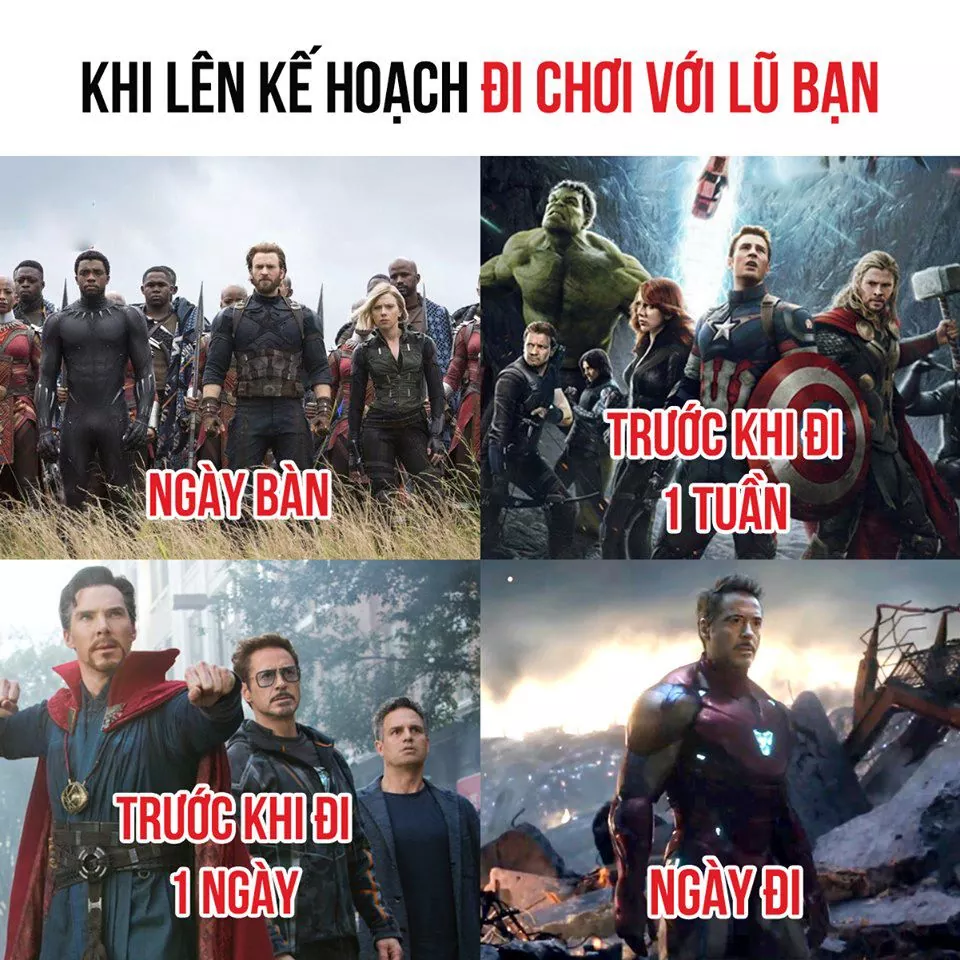 KHI LÊN KẾ HOẠCH ĐI CHƠI VỚI LŨ BẠN
NGÀY BÀN
TRƯỚC KHI ĐI
1 TUẦN
TRƯỚC KHI ĐI
1 NGÀY
NGÀY ĐI